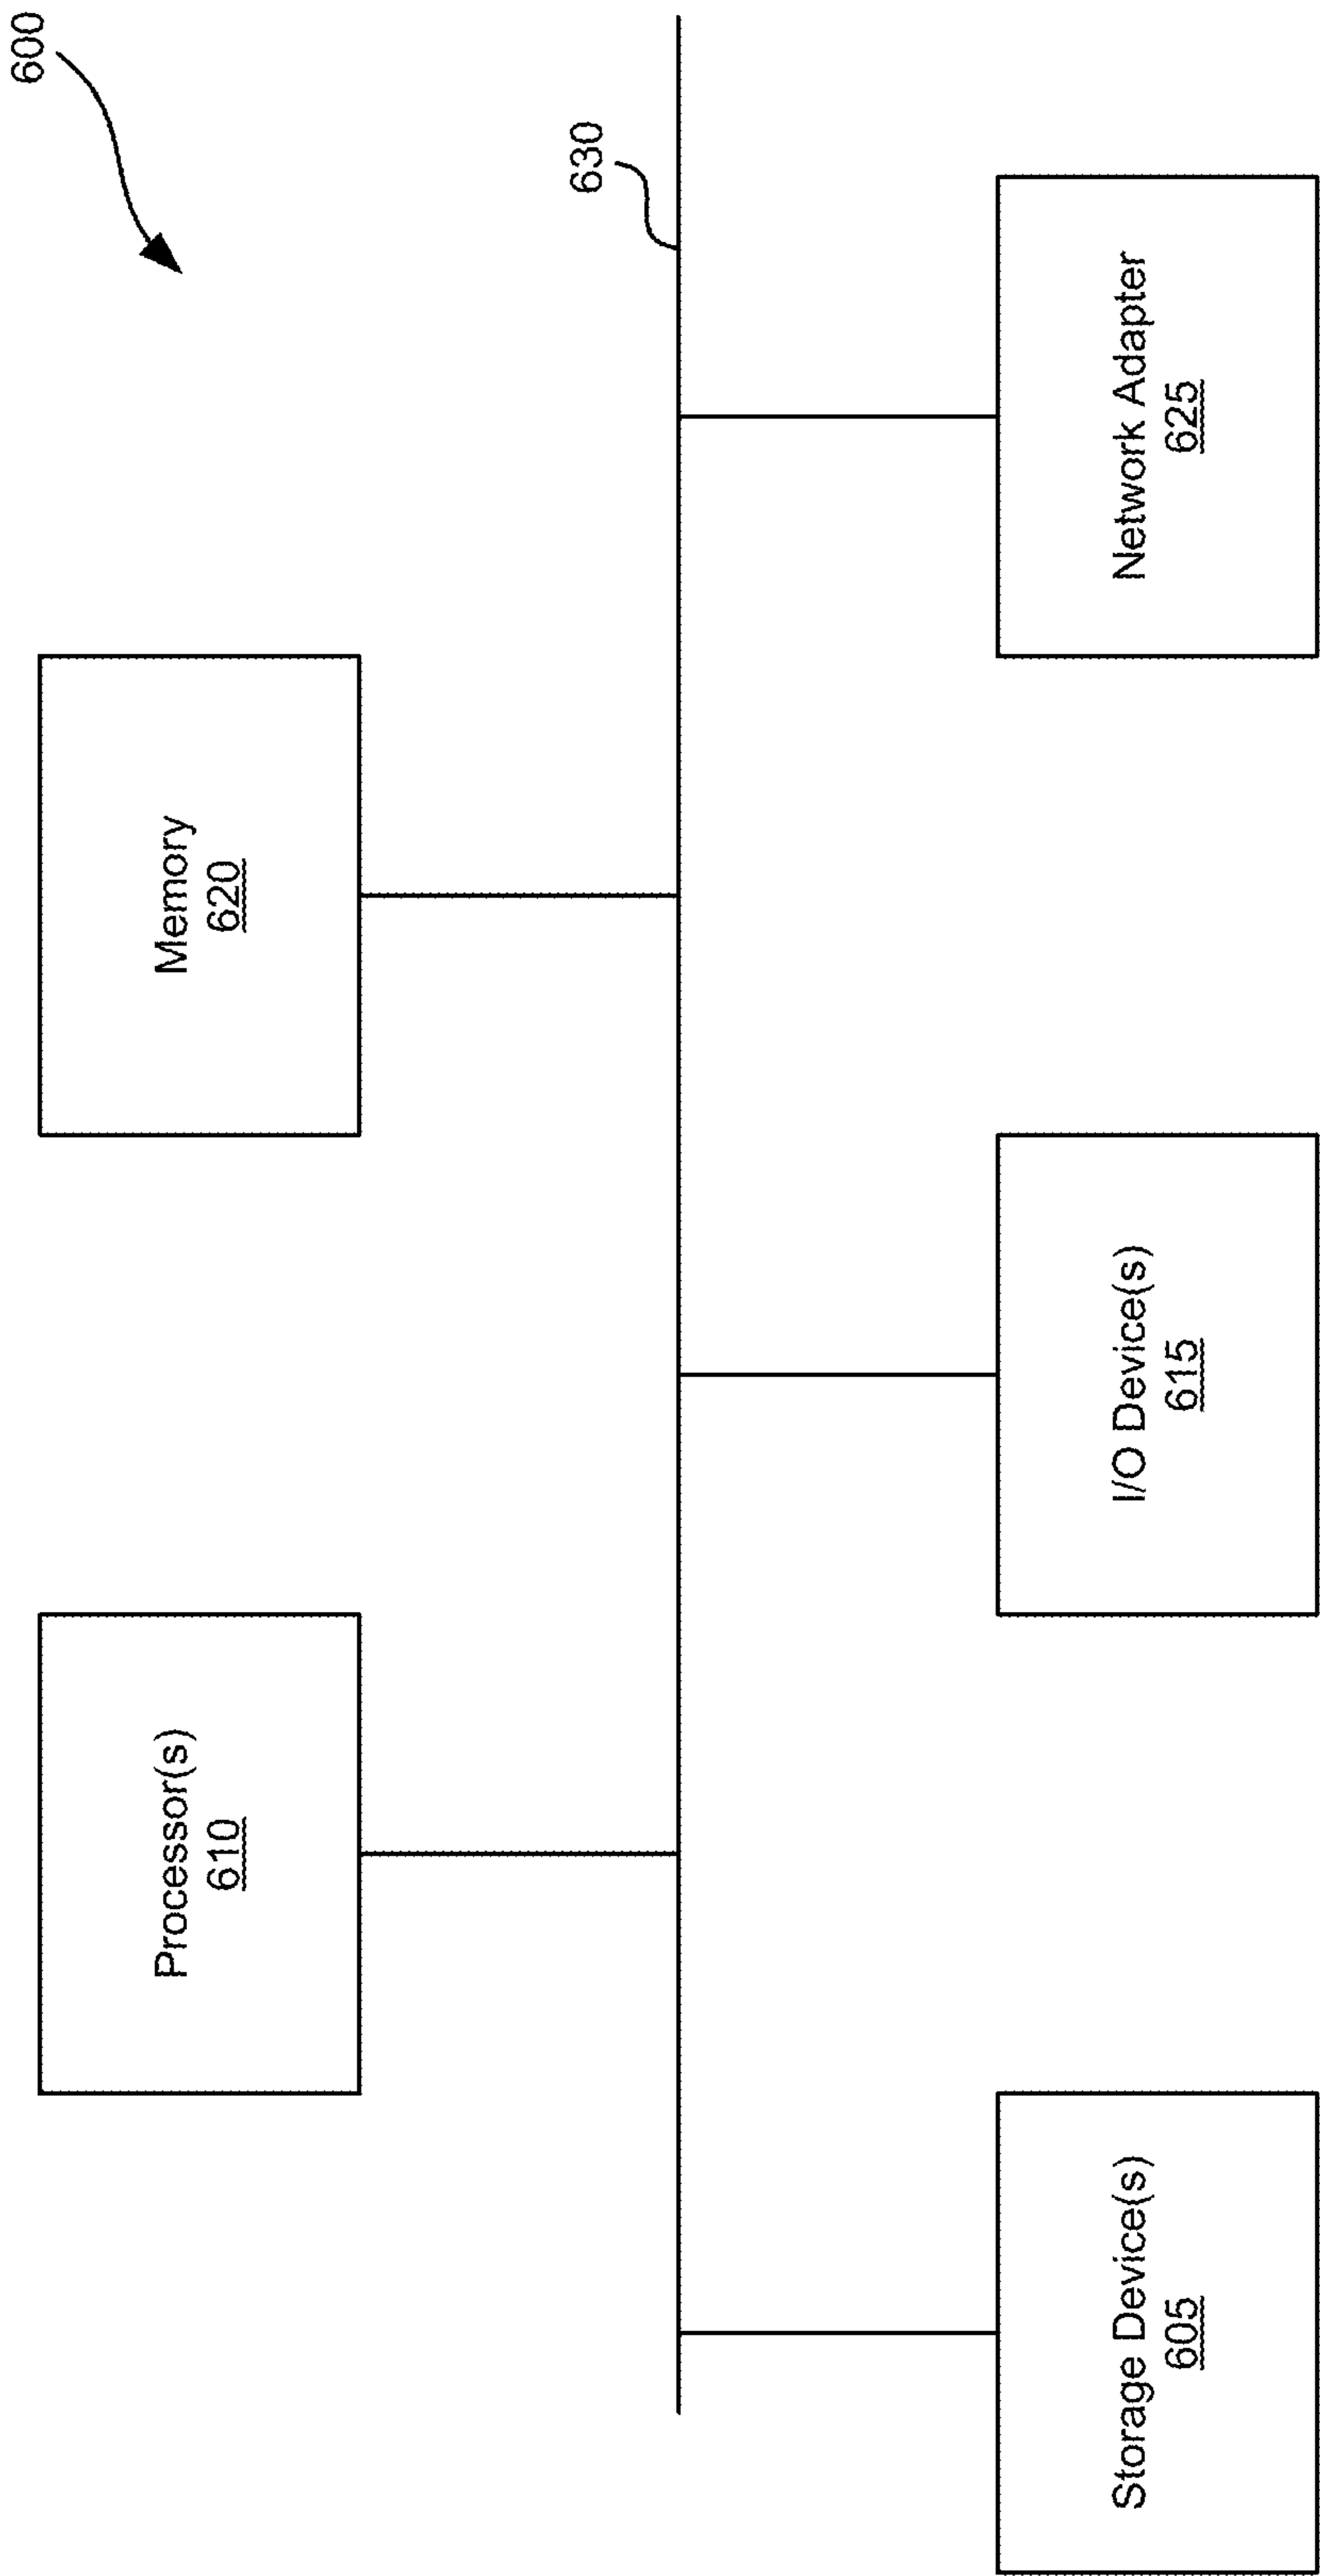 600
Processor(s)
610
Memory
620
630
Storage Device(s)
605
I/O Device(s)
615
Network Adapter
625